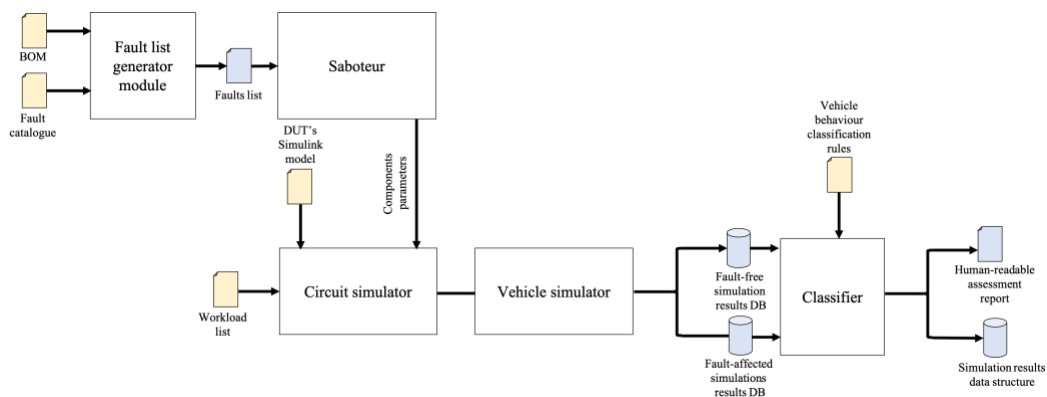 BOM
Fault
catalogue
Fault list
generator
module
Faults list
Saboteur
DUT's
Simulink
model
Components
parameters
Workload
list
Circuit simulator
Vehicle simulator
Fault-free
simulation
results DB
Fault-affected
simulations
results DB
Vehicle
behaviour
classification
rules
Classifier
Human-readable
assessment
report
Simulation results
data structure